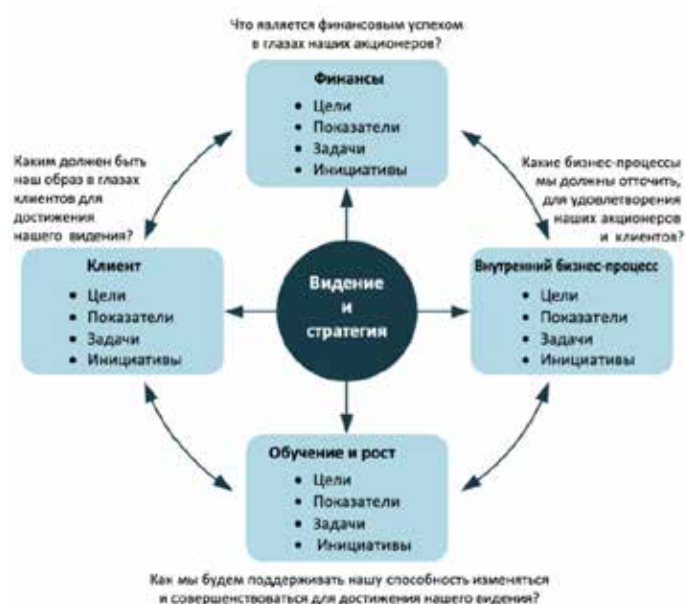 Что является финансовым успехом
в глазах наших акционеров?
Финансы
• Цели
• Показатели
• Задачи
• Инициативы
Каким должен быть
наш образ в глазах
клиентов для
достижения
нашего видения?
Какие бизнес-процессы
мы должны отточить,
для удовлетворения
наших акционеров
и клиентов?
Клиент
• Цели
• Показатели
• Задачи
• Инициативы
Видение
и
стратегия
Внутренний бизнес-процесс
• Цели
• Показатели
• Задачи
• Инициативы
Обучение и рост
• Цели
• Показатели
• Задачи
• Инициативы
Как мы будем поддерживать нашу способность изменяться
и совершенствоваться для достижения нашего видения?